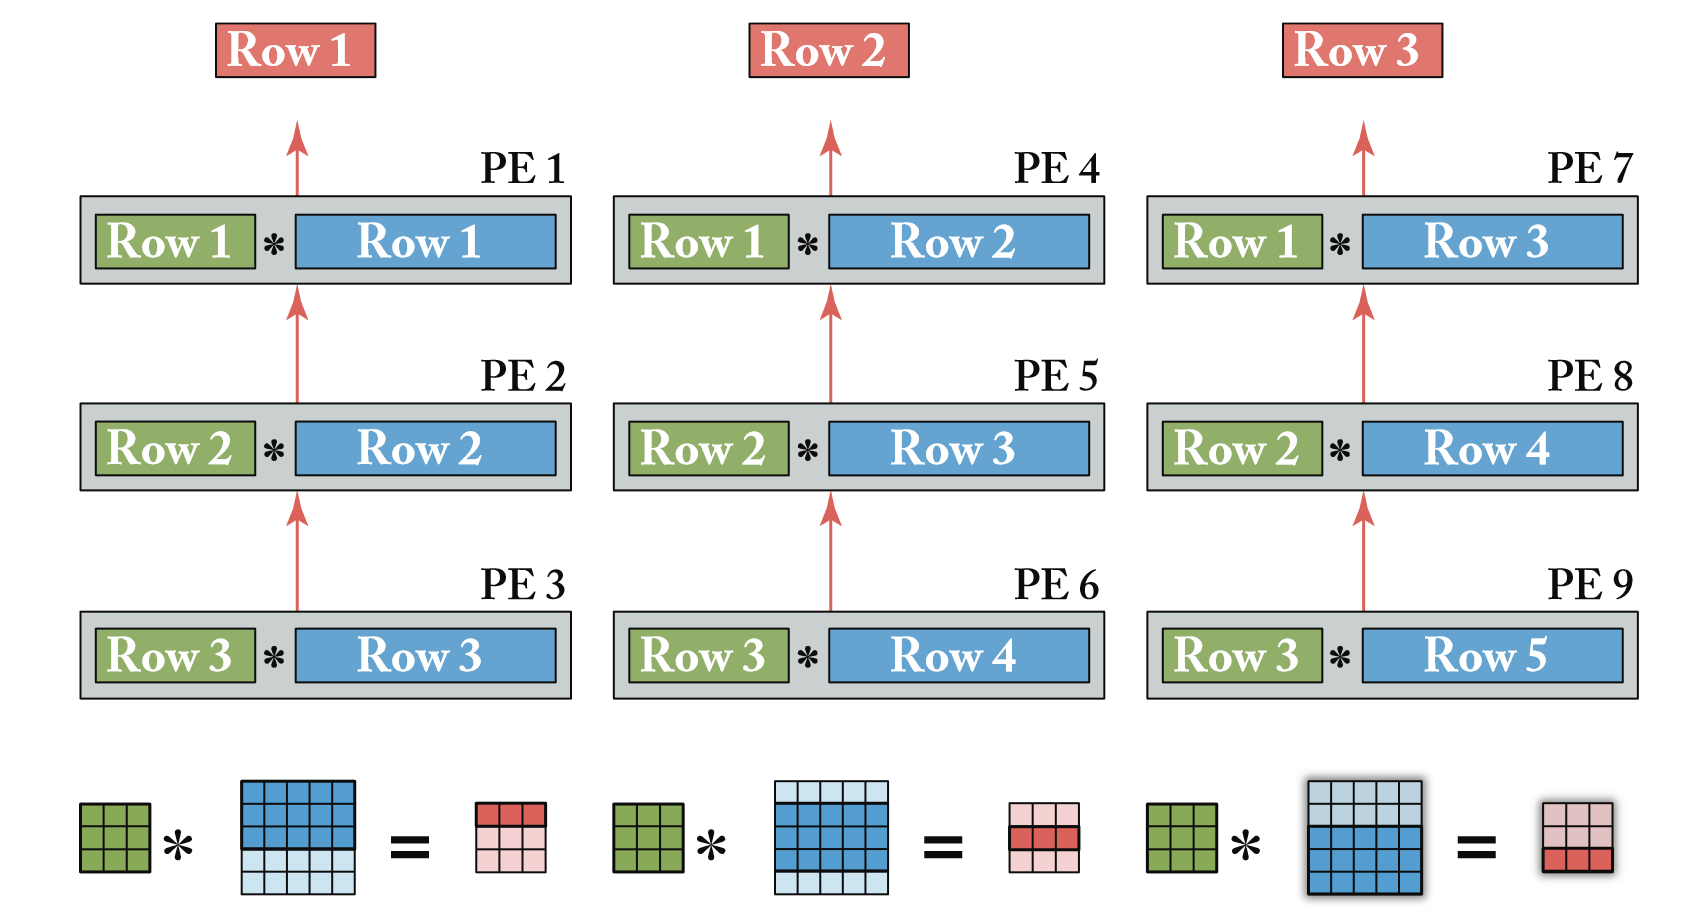 Row 1 Row 2 Row 3
PE 1 PE 4 PE 7
Row 1 * Row 1 Row 1 * Row 2 Row 1 * Row 3
PE 2 PE 5 PE 8
Row 2 * Row 2 Row 2 * Row 3 Row 2 * Row 4
PE 3 PE 6 PE 9
Row 3 * Row 3 Row 3 * Row 4 Row 3 * Row 5
* = * = * =